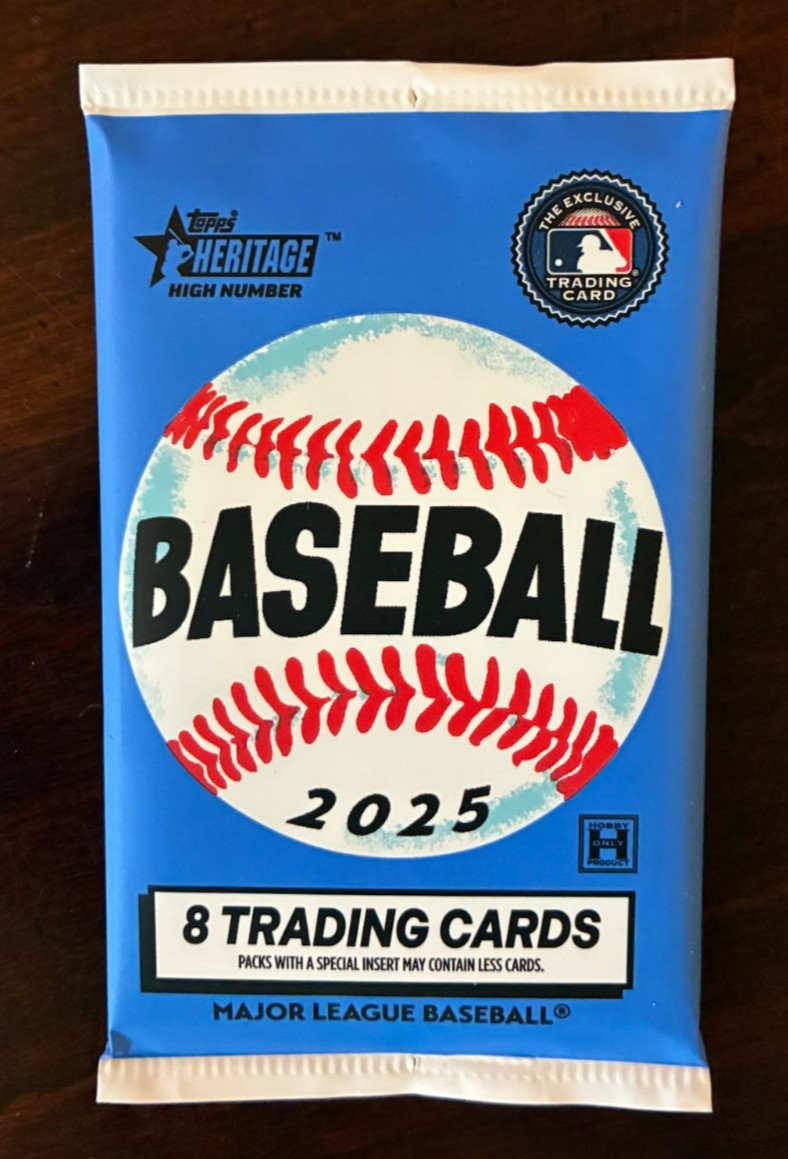 topps®
HERITAGE™
HIGH NUMBER
THE EXCLUSIVE
TRADING
CARD
BASEBALL
2025
HOBBY
H
ONLY
PRODUCT
8 TRADING CARDS
PACKS WITH A SPECIAL INSERT MAY CONTAIN LESS CARDS.
MAJOR LEAGUE BASEBALL®